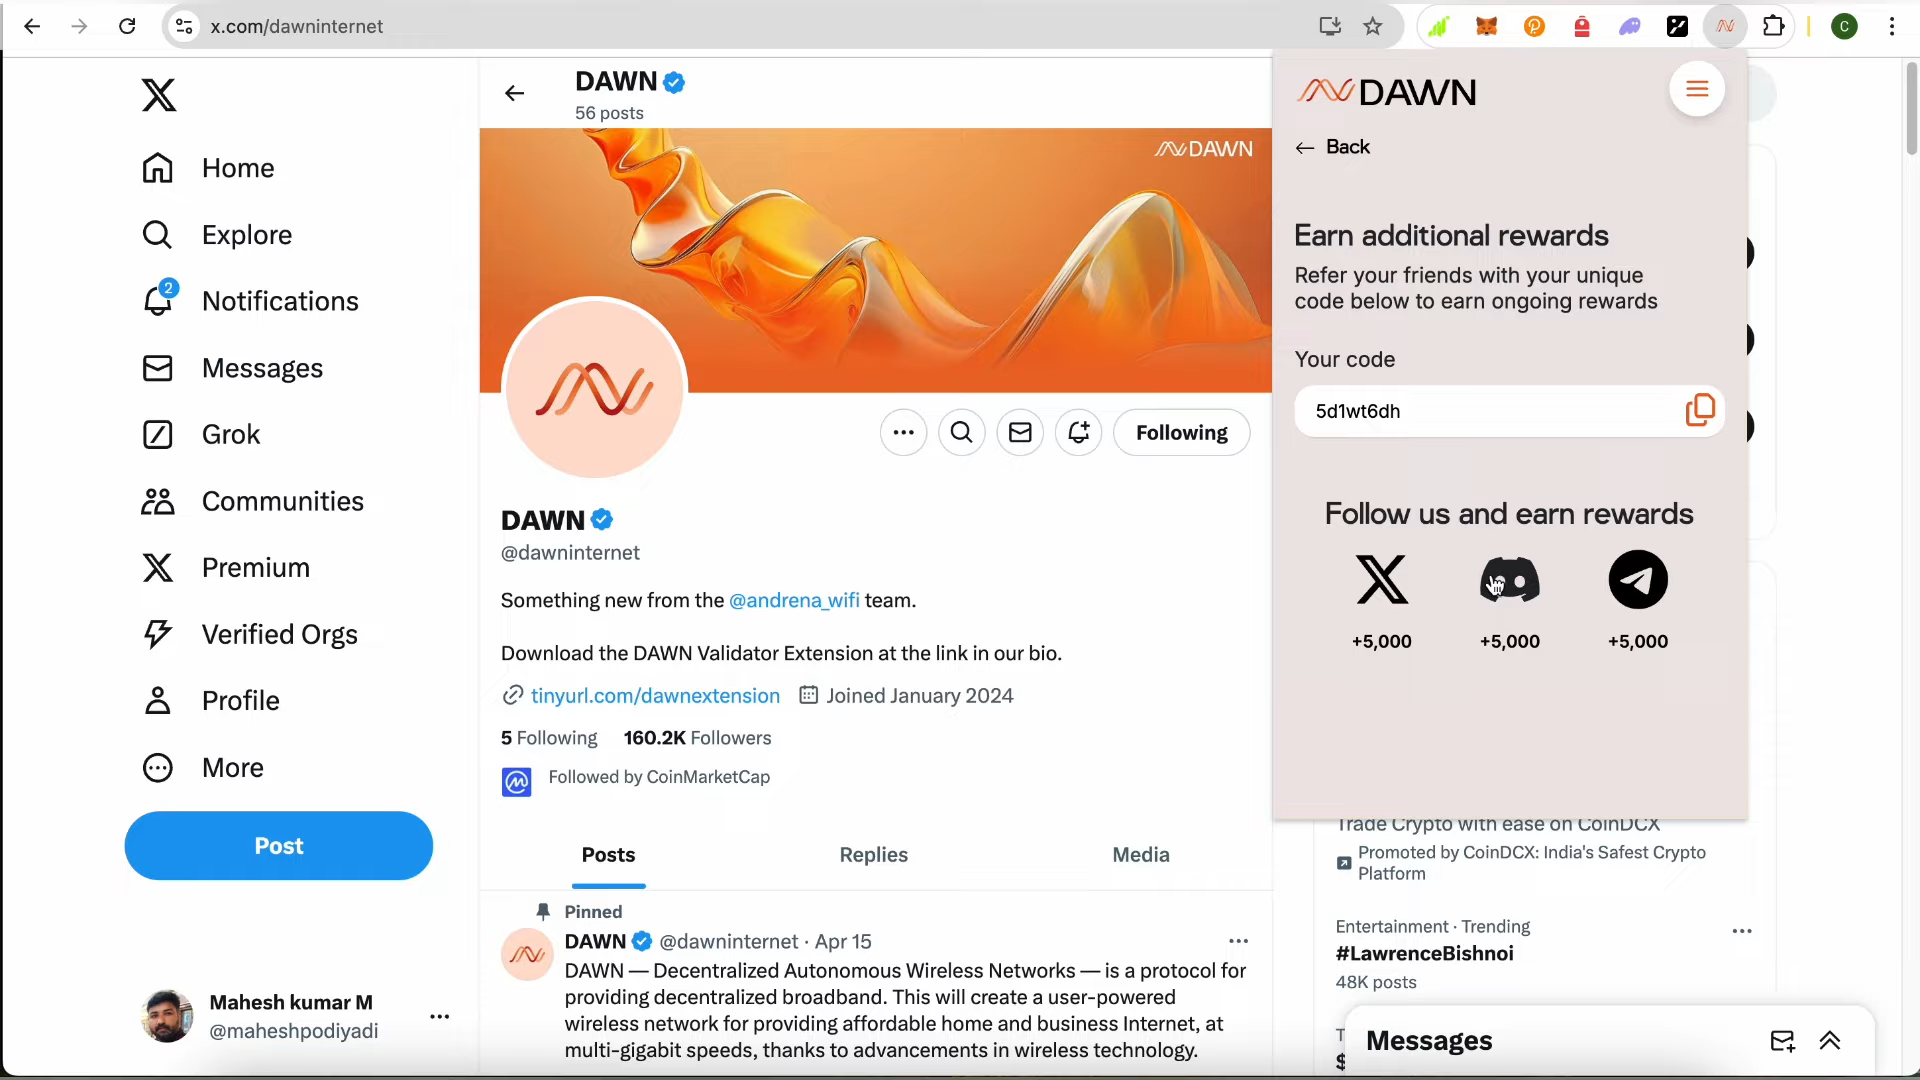 x.com/dawninternet
C
DAWN
56 posts
DAWN
Home
Explore
2
Notifications
Messages
Grok
Communities
Premium
Verified Orgs
Profile
More
Post
Mahesh kumar M
@maheshpodiyadi
Following
DAWN
@dawninternet
Something new from the @andrena_wifi team.
Download the DAWN Validator Extension at the link in our bio.
tinyurl.com/dawnextension Joined January 2024
5 Following 160.2K Followers
Followed by CoinMarketCap
Posts Replies Media
Pinned
DAWN @dawninternet · Apr 15
DAWN — Decentralized Autonomous Wireless Networks — is a protocol for
providing decentralized broadband. This will create a user-powered
wireless network for providing affordable home and business Internet, at
multi-gigabit speeds, thanks to advancements in wireless technology.
DAWN
← Back
Earn additional rewards
Refer your friends with your unique
code below to earn ongoing rewards
Your code
5d1wt6dh
Follow us and earn rewards
+5,000 +5,000 +5,000
Trade Crypto with ease on CoinDCX
Promoted by CoinDCX: India's Safest Crypto
Platform
Entertainment · Trending
#LawrenceBishnoi
48K posts
Messages